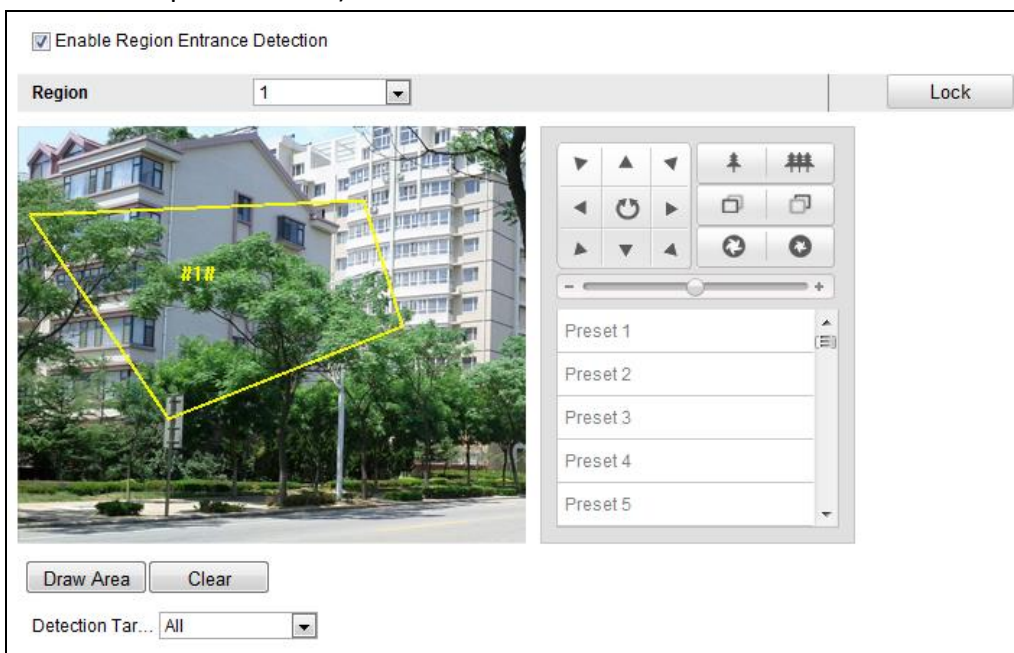 Enable Region Entrance Detection
Region 1 Lock
#1#
- +
Preset 1
Preset 2
Preset 3
Preset 4
Preset 5
Draw Area Clear
Detection Tar... All